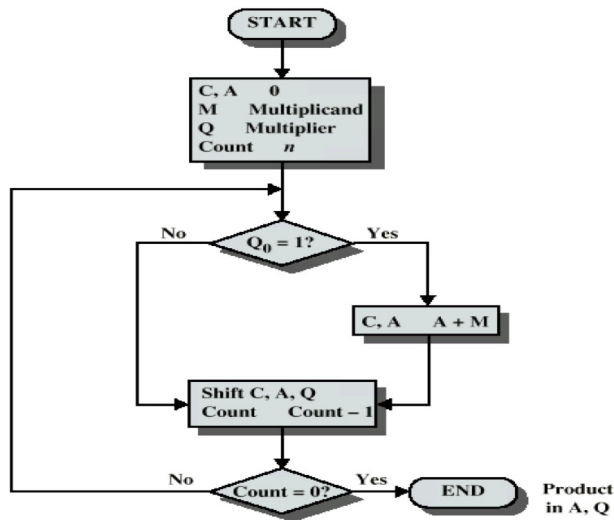 START
C, A 0
M Multiplicand
Q Multiplier
Count n
No
Q0 = 1?
Yes
C, A A + M
Shift C, A, Q
Count Count – 1
No
Count = 0?
Yes
END
Product
in A, Q